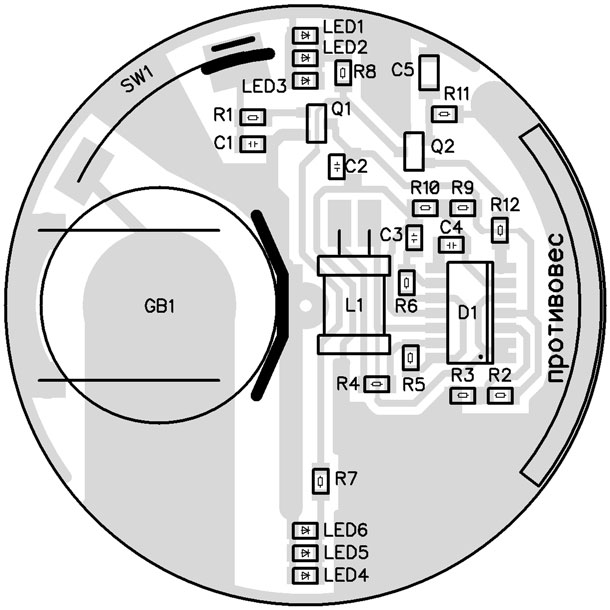 LED1
LED2
LED3
R8
C5
SW1
R11
R1
Q1
C1
Q2
C2
R10
R9
R12
C3
C4
противовес
GB1
L1
R6
D1
R4
R5
R3
R2
R7
LED6
LED5
LED4